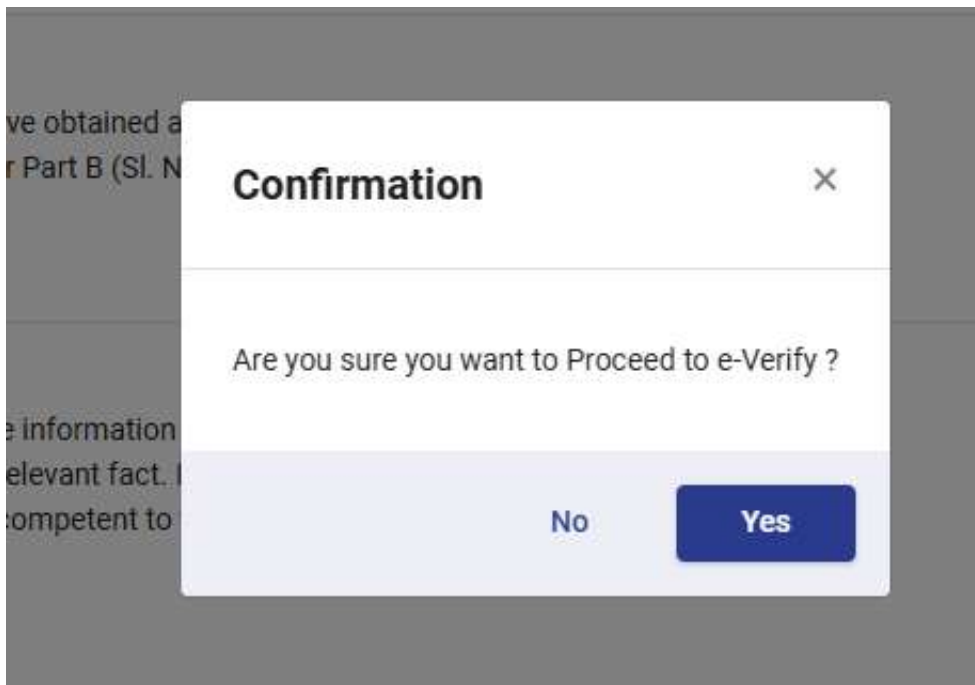 ve obtained a
r Part B (Sl. N
Confirmation ×
Are you sure you want to Proceed to e-Verify ?
e information
elevant fact. I
competent to
No Yes